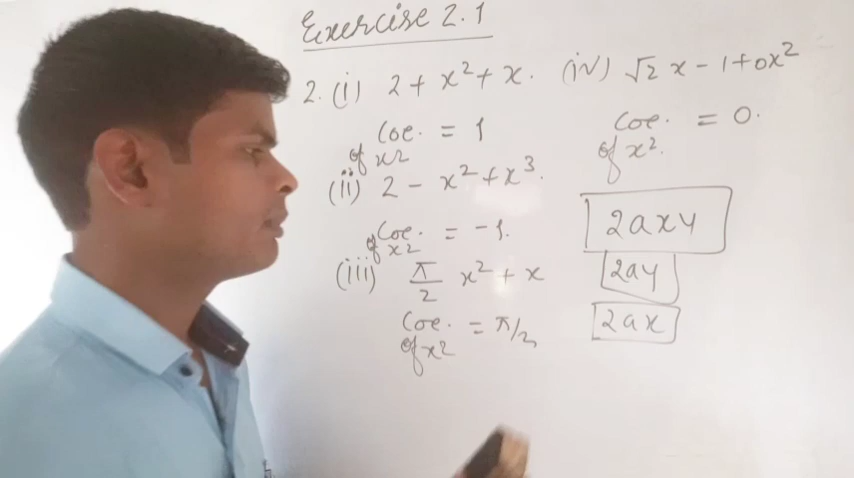 Exercise 2.1
2. (i) 2 + x² + x.
Coe. of x2 = 1
(ii) 2 - x² + x³.
Coe. of x2 = -1.
(iii) π/2 x² + x
Coe. of x2 = π/2
(iv) √2 x - 1 + 0x²
Coe. of x². = 0.
2axy
2ay
2ax